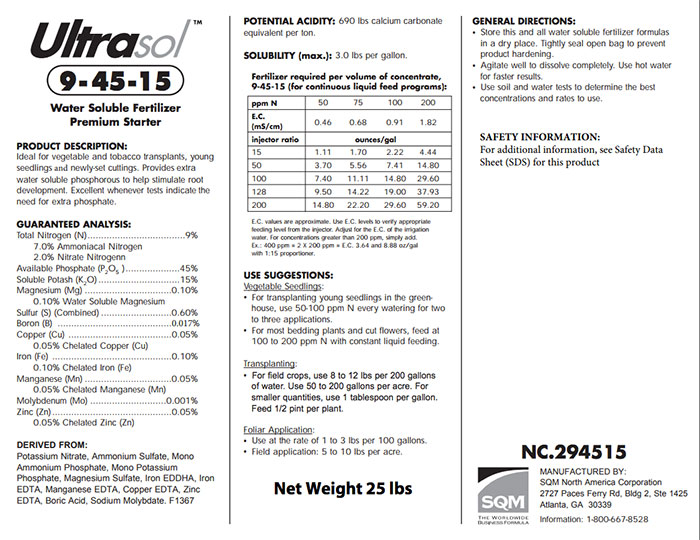 Ultrasol™
9-45-15
Water Soluble Fertilizer
Premium Starter
PRODUCT DESCRIPTION:
Ideal for vegetable and tobacco transplants, young
seedlings and newly-set cuttings. Provides extra
water soluble phosphorous to help stimulate root
development. Excellent whenever tests indicate the
need for extra phosphate.
GUARANTEED ANALYSIS:
Total Nitrogen (N)..............................9%
7.0% Ammoniacal Nitrogen
2.0% Nitrate Nitrogenn
Available Phosphate (P2O5 )..................45%
Soluble Potash (K2O)...........................15%
Magnesium (Mg) ..............................0.10%
0.10% Water Soluble Magnesium
Sulfur (S) (Combined)........................0.60%
Boron (B) ....................................0.017%
Copper (Cu) ..................................0.05%
0.05% Chelated Copper (Cu)
Iron (Fe) .......................................0.10%
0.10% Chelated Iron (Fe)
Manganese (Mn) .............................0.05%
0.05% Chelated Manganese (Mn)
Molybdenum (Mo) .........................0.001%
Zinc (Zn).......................................0.05%
0.05% Chelated Zinc (Zn)
DERIVED FROM:
Potassium Nitrate, Ammonium Sulfate, Mono
Ammonium Phosphate, Mono Potassium
Phosphate, Magnesium Sulfate, Iron EDDHA, Iron
EDTA, Manganese EDTA, Copper EDTA, Zinc
EDTA, Boric Acid, Sodium Molybdate. F1367
POTENTIAL ACIDITY: 690 lbs calcium carbonate
equivalent per ton.
SOLUBILITY (max.): 3.0 lbs per gallon.
Fertilizer required per volume of concentrate,
9-45-15 (for continuous liquid feed programs):
ppm N 50 75 100 200
E.C.
(mS/cm) 0.46 0.68 0.91 1.82
injector ratio ounces/gal
15 1.11 1.70 2.22 4.44
50 3.70 5.56 7.41 14.80
100 7.40 11.11 14.80 29.60
128 9.50 14.22 19.00 37.93
200 14.80 22.20 29.60 59.20
E.C. values are approximate. Use E.C. levels to verify appropriate
feeding level from the injector. Adjust for the E.C. of the irrigation
water. For concentrations greater than 200 ppm, simply add.
Ex.: 400 ppm = 2 X 200 ppm = E.C. 3.64 and 8.88 oz/gal
with 1:15 proportioner.
USE SUGGESTIONS:
Vegetable Seedlings:
• For transplanting young seedlings in the green-
house, use 50-100 ppm N every watering for two
to three applications.
• For most bedding plants and cut flowers, feed at
100 to 200 ppm N with constant liquid feeding.
Transplanting:
• For field crops, use 8 to 12 lbs per 200 gallons
of water. Use 50 to 200 gallons per acre. For
smaller quantities, use 1 tablespoon per gallon.
Feed 1/2 pint per plant.
Foliar Application:
• Use at the rate of 1 to 3 lbs per 100 gallons.
• Field application: 5 to 10 lbs per acre.
Net Weight 25 lbs
GENERAL DIRECTIONS:
• Store this and all water soluble fertilizer formulas
in a dry place. Tightly seal open bag to prevent
product hardening.
• Agitate well to dissolve completely. Use hot water
for faster results.
• Use soil and water tests to determine the best
concentrations and rates to use.
SAFETY INFORMATION:
For additional information, see Safety Data
Sheet (SDS) for this product
NC.294515
SQM
THE WORLDWIDE
BUSINESS FORMULA
MANUFACTURED BY:
SQM North America Corporation
2727 Paces Ferry Rd, Bldg 2, Ste 1425
Atlanta, GA 30339
Information: 1-800-667-8528